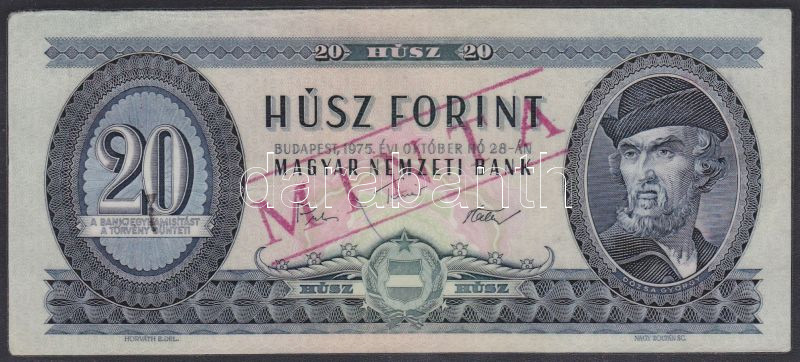 20 HÚSZ 20
HÚSZ FORINT
BUDAPEST, 1975. ÉVI OKTÓBER HÓ 28-ÁN
MAGYAR NEMZETI BANK
MINTA
darabanth
20
A BANKJEGYHAMISÍTÁST
A TÖRVÉNY BÜNTETI
DÓZSA GYÖRGY
HÚSZ HÚSZ
HORVÁTH E. DEL.
NAGY ZOLTÁN SC.